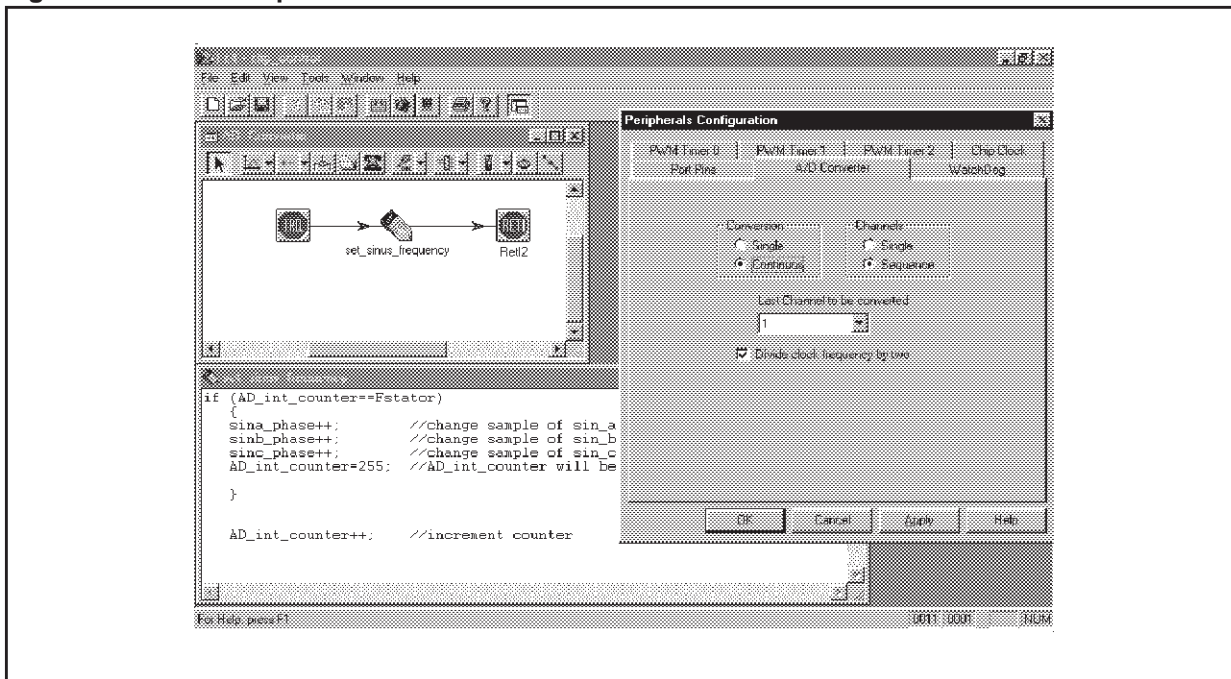 File Edit View Tools Window Help
set_sinus_frequency
RetI2
if (AD_int_counter==Fstator)
{
sina_phase++; //change sample of sin_a
sinb_phase++; //change sample of sin_b
sinc_phase++; //change sample of sin_c
AD_int_counter=255; //AD_int_counter will be
}
AD_int_counter++; //increment counter
Peripherals Configuration
PWM Timer 0 PWM Timer 1 PWM Timer 2 Chip Clock
Port Pins A/D Converter WatchDog
Conversion Channels
Single Single
Continuos Sequence
Last Channel to be converted
1
Divide clock frequency by two
OK Cancel Apply Help
For Help, press F1
0011 0001 NUM